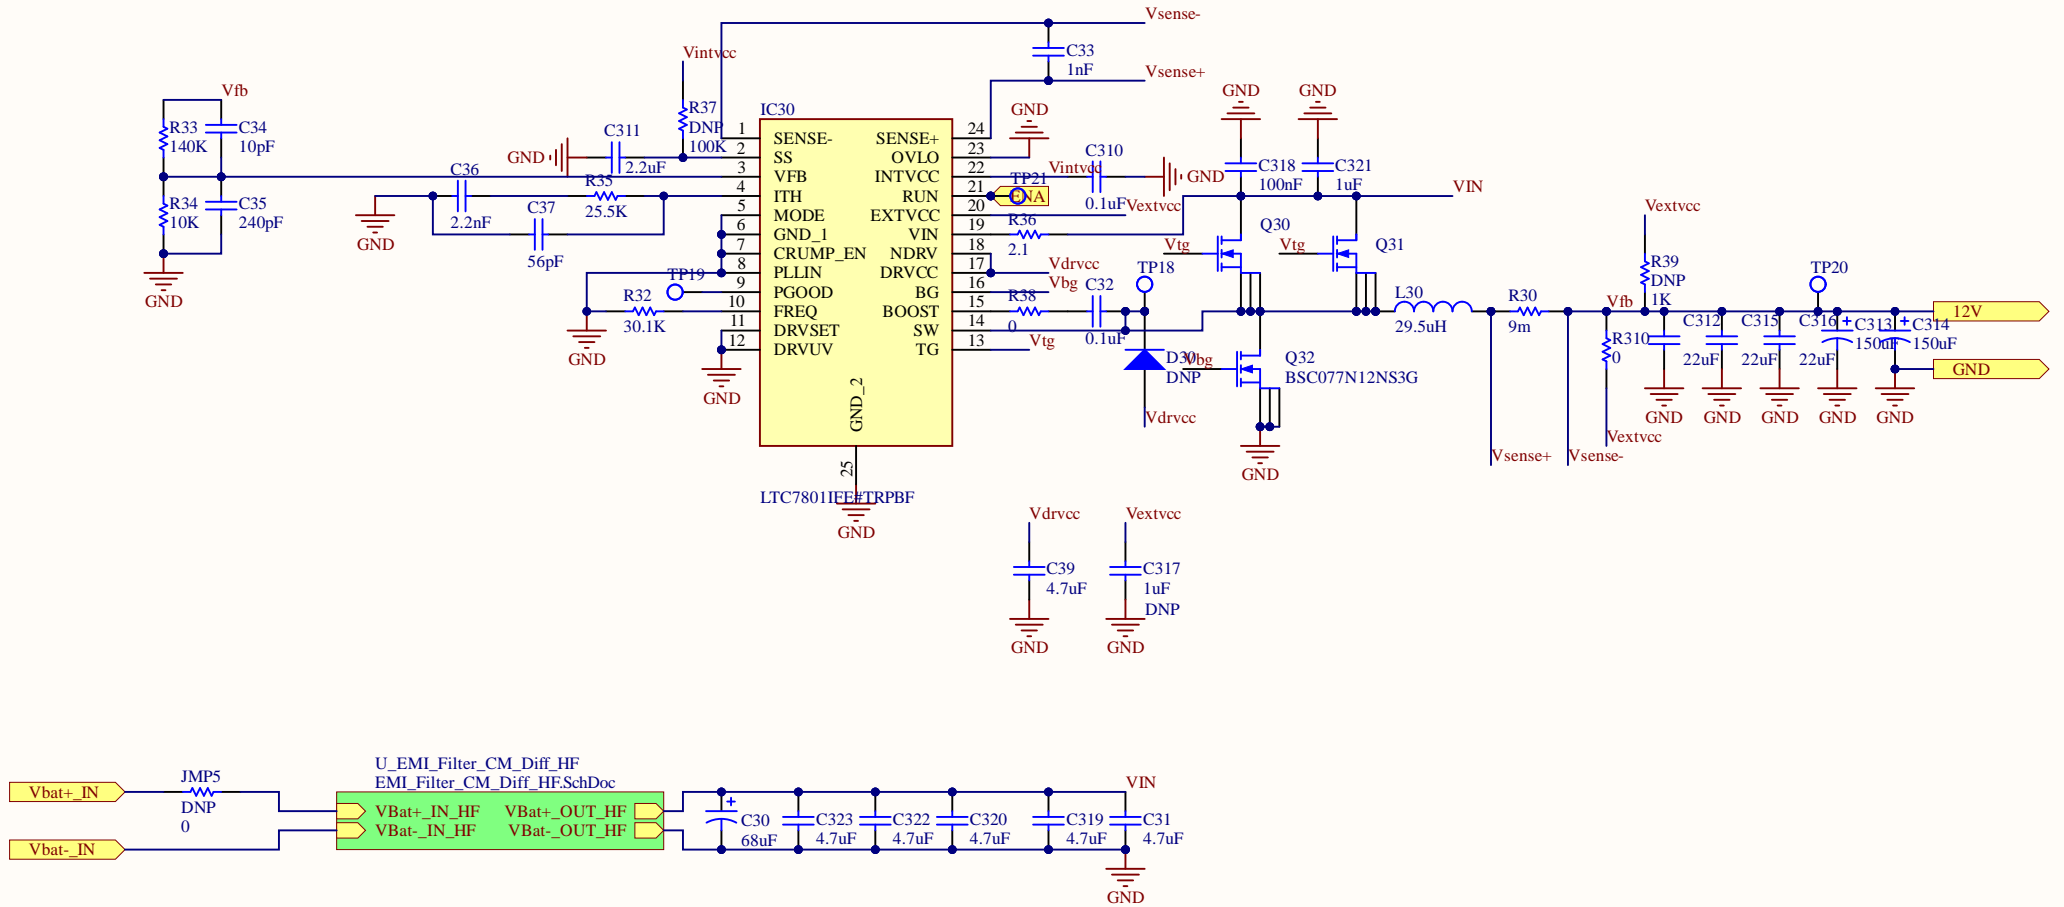 Vsense-
C33
1nF
Vsense+
Vintvcc
R37
DNP
100K
Vfb
R33
140K
C34
10pF
R34
10K
C35
240pF
GND
C311
2.2uF
GND
C36
2.2nF
R35
25.5K
C37
56pF
GND
TP19
R32
30.1K
GND
GND
IC30
1 SENSE- SENSE+ 24
2 SS OVLO 23
3 VFB INTVCC 22
4 ITH RUN 21
5 MODE EXTVCC 20
6 GND_1 VIN 19
7 CRUMP_EN NDRV 18
8 PLLIN DRVCC 17
9 PGOOD BG 16
10 FREQ BOOST 15
11 DRVSET SW 14
12 DRVUV TG 13
GND_2
25
LTC7801IFE#TRPBF
GND
GND
Vintvcc
C310
0.1uF
GND
TP21
ENA
Vextvcc
R36
2.1
Vdrvcc
Vbg
R38
0
C32
0.1uF
Vtg
TP18
D30
DNP
Vdrvcc
GND
GND
C318
100nF
C321
1uF
VIN
Q30
Vtg
Vtg
Q31
Vbg
Q32
BSC077N12NS3G
GND
L30
29.5uH
R30
9m
Vsense+
Vsense-
Vfb
R310
0
Vextvcc
Vextvcc
R39
DNP
1K
TP20
C312
22uF
C315
22uF
C316
22uF
C313
150uF
C314
150uF
12V
GND
GND
GND
GND
GND
GND
Vdrvcc
C39
4.7uF
GND
Vextvcc
C317
1uF
DNP
GND
Vbat+_IN
JMP5
DNP
0
Vbat-_IN
U_EMI_Filter_CM_Diff_HF
EMI_Filter_CM_Diff_HF.SchDoc
VBat+_IN_HF VBat+_OUT_HF
VBat-_IN_HF VBat-_OUT_HF
VIN
+
C30
68uF
C323
4.7uF
C322
4.7uF
C320
4.7uF
C319
4.7uF
C31
4.7uF
GND